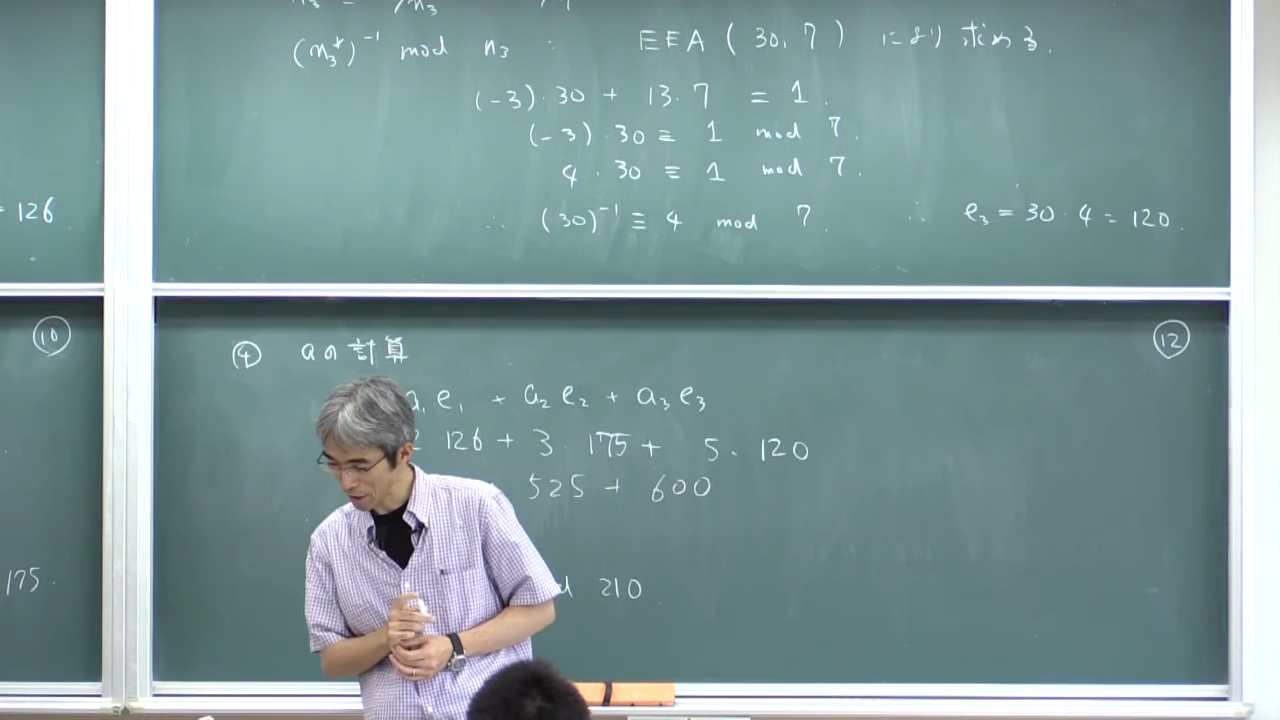 (n₃*)⁻¹ mod n₃ : EEA ( 30, 7 ) により 求める.
(-3)·30 + 13·7 = 1.
(-3)·30 ≡ 1 mod 7.
4·30 ≡ 1 mod 7.
∴ (30)⁻¹ ≡ 4 mod 7. ∴ e₃ = 30·4 = 120.
= 126
⑩
175.
④ aの計算
⑫
a₁e₁ + a₂e₂ + a₃e₃
2 126 + 3·175 + 5·120
525 + 600
210.